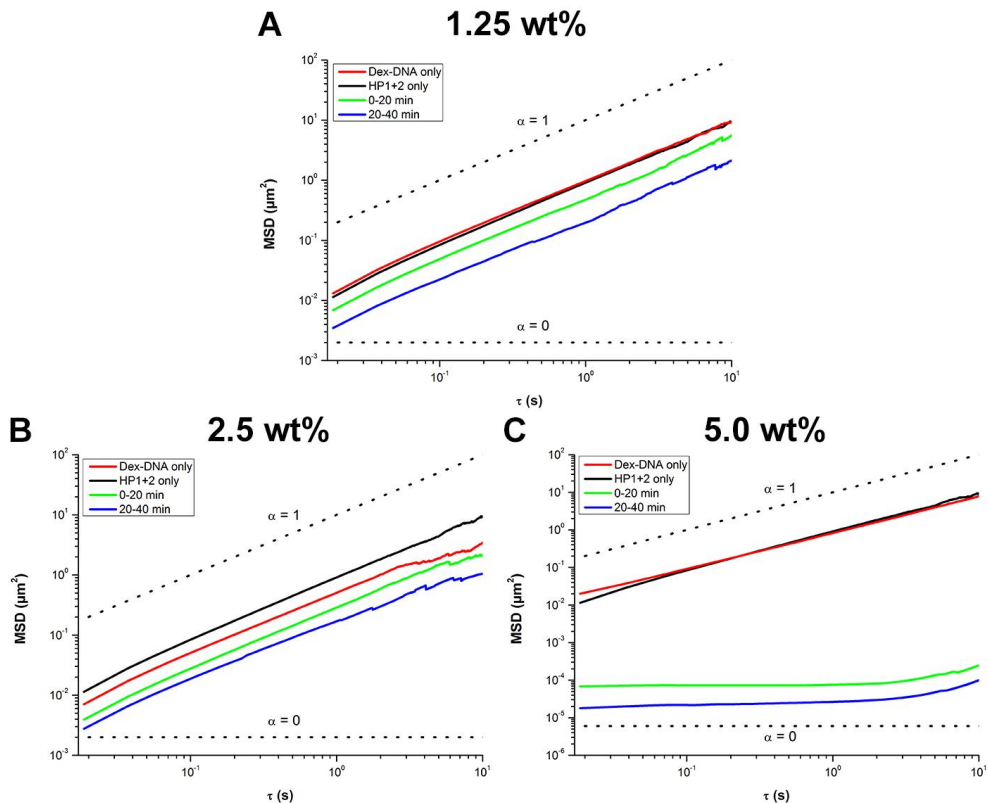 A
1.25 wt%
10²
10¹
10⁰
10⁻¹
10⁻²
10⁻³
MSD (µm²)
Dex-DNA only
HP1+2 only
0-20 min
20-40 min
α = 1
α = 0
10⁻¹
10⁰
10¹
τ (s)
B
2.5 wt%
10²
10¹
10⁰
10⁻¹
10⁻²
10⁻³
MSD (µm²)
Dex-DNA only
HP1+2 only
0-20 min
20-40 min
α = 1
α = 0
10⁻¹
10⁰
10¹
τ (s)
C
5.0 wt%
10²
10¹
10⁰
10⁻¹
10⁻²
10⁻³
10⁻⁴
10⁻⁵
10⁻⁶
MSD (µm²)
Dex-DNA only
HP1+2 only
0-20 min
20-40 min
α = 1
α = 0
10⁻¹
10⁰
10¹
τ (s)